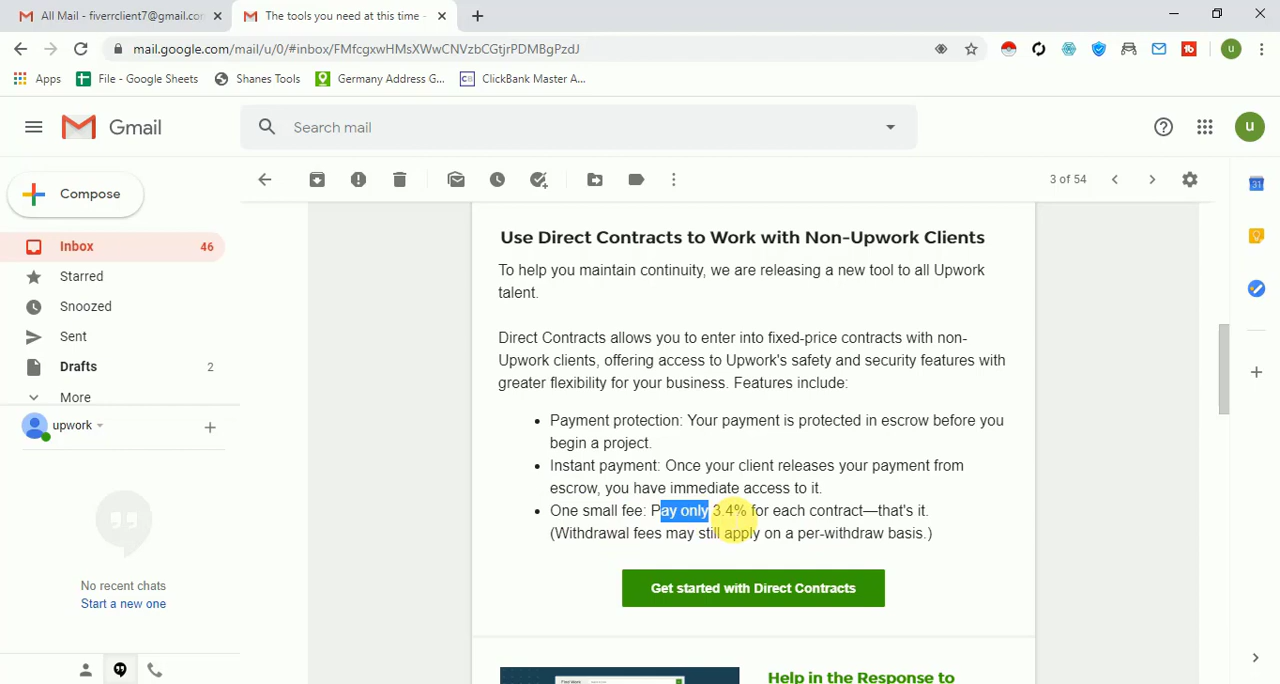 All Mail - fiverrclient7@gmail.com
The tools you need at this time -
mail.google.com/mail/u/0/#inbox/FMfcgxwHMsXWwCNVzbCGtjrPDMBgPzdJ
u
Apps
File - Google Sheets
Shanes Tools
Germany Address G...
ClickBank Master A...
Gmail
Search mail
u
Compose
3 of 54
Inbox 46
Starred
Snoozed
Sent
Drafts 2
More
upwork
No recent chats
Start a new one
Use Direct Contracts to Work with Non-Upwork Clients
To help you maintain continuity, we are releasing a new tool to all Upwork
talent.
Direct Contracts allows you to enter into fixed-price contracts with non-
Upwork clients, offering access to Upwork's safety and security features with
greater flexibility for your business. Features include:
• Payment protection: Your payment is protected in escrow before you
begin a project.
• Instant payment: Once your client releases your payment from
escrow, you have immediate access to it.
• One small fee: Pay only 3.4% for each contract—that's it.
(Withdrawal fees may still apply on a per-withdraw basis.)
Get started with Direct Contracts
Find Work
Help in the Response to
31